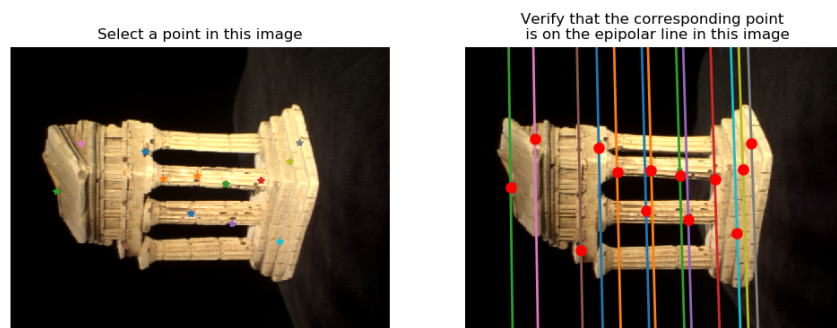 Select a point in this image
Verify that the corresponding point
is on the epipolar line in this image